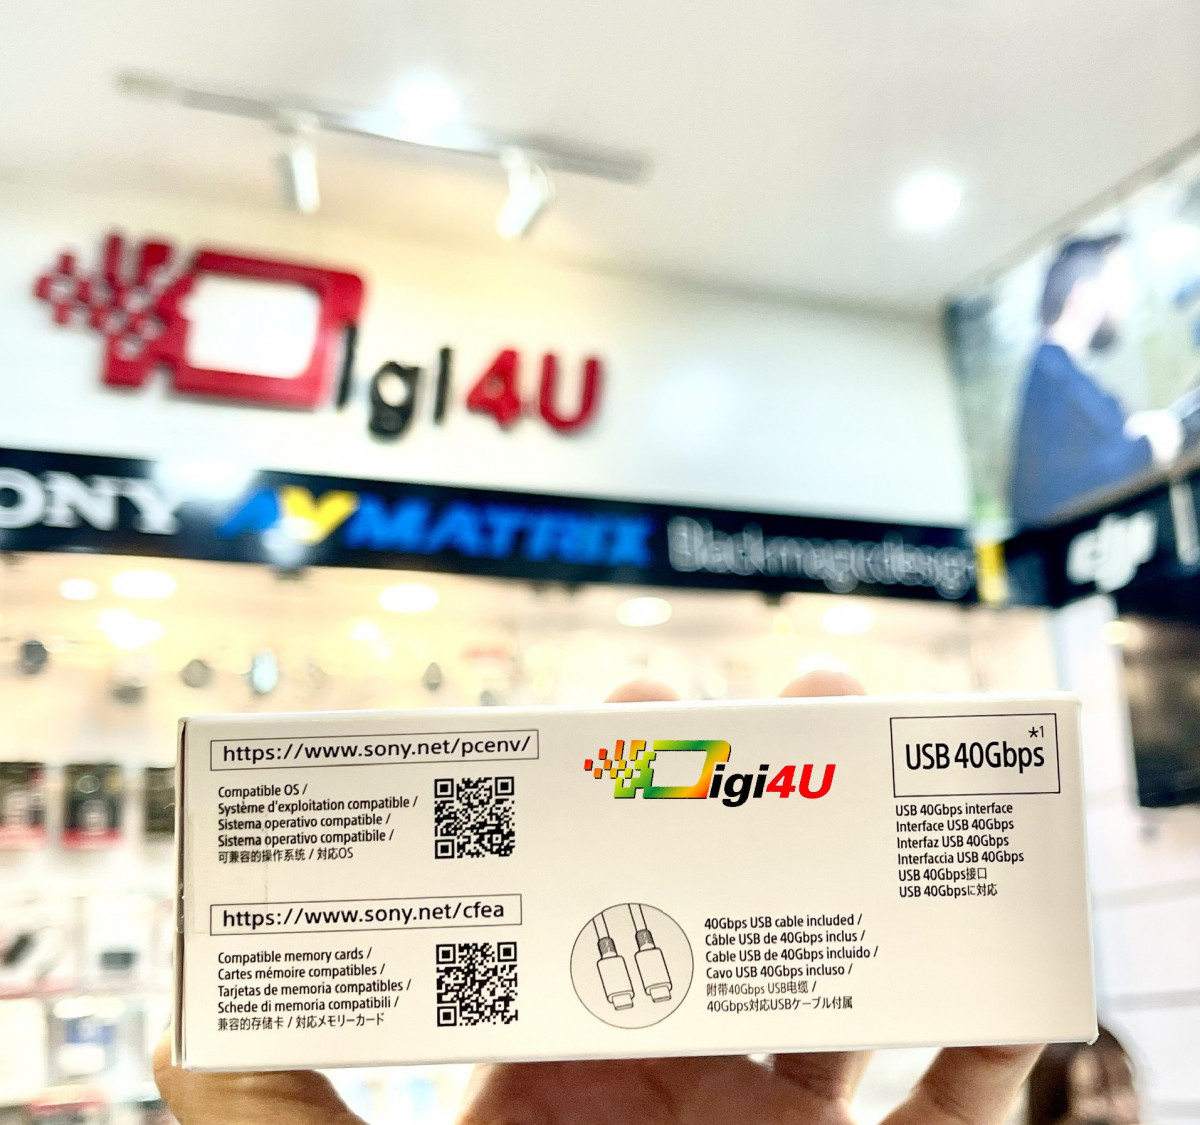 Digi4U
SONY
AVMATRIX
Blackmagicdesign
dji
https://www.sony.net/pcenv/
Compatible OS /
Système d'exploitation compatible /
Sistema operativo compatible /
Sistema operativo compatibile /
可兼容的操作系统 / 対応OS
https://www.sony.net/cfea
Compatible memory cards /
Cartes mémoire compatibles /
Tarjetas de memoria compatibles /
Schede di memoria compatibili /
兼容的存储卡 / 対応メモリーカード
Digi4U
40Gbps USB cable included /
Câble USB de 40Gbps inclus /
Cable USB de 40Gbps incluido /
Cavo USB 40Gbps incluso /
附带40Gbps USB电缆 /
40Gbps対応USBケーブル付属
USB 40Gbps*1
USB 40Gbps interface
Interface USB 40Gbps
Interfaz USB 40Gbps
Interfaccia USB 40Gbps
USB 40Gbps接口
USB 40Gbpsに対応